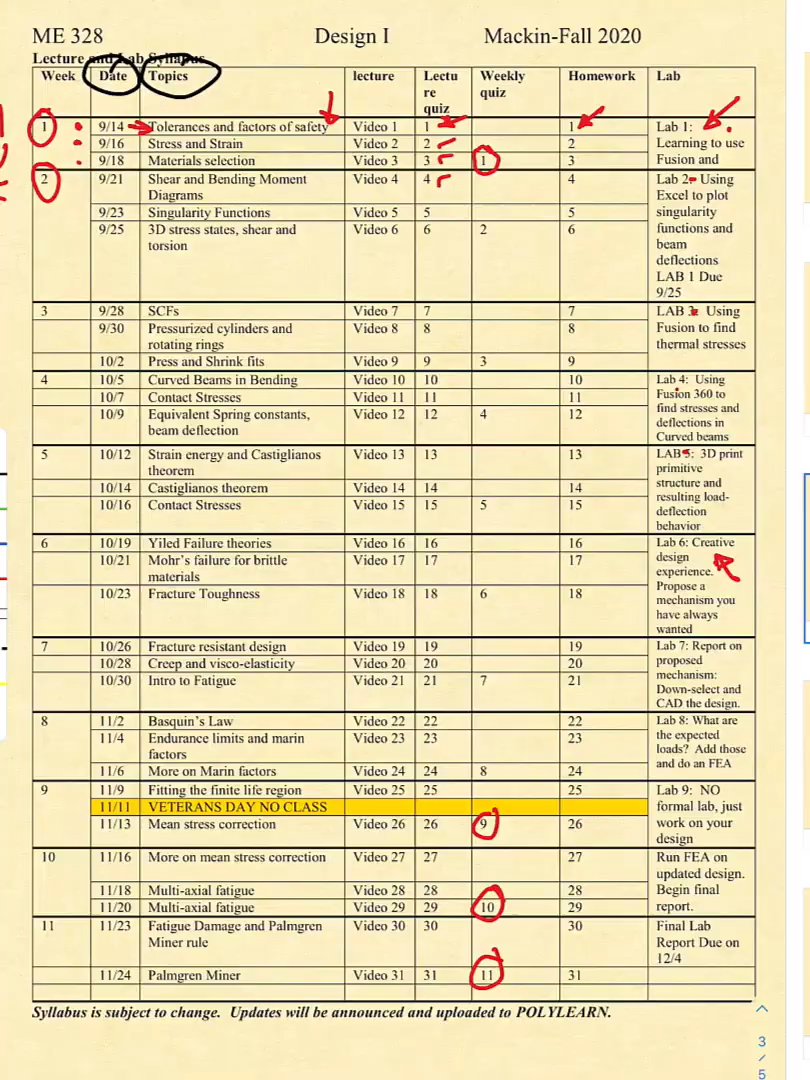 ME 328 Design I Mackin-Fall 2020
Lecture and Lab Syllabus
Week Date Topics lecture Lectu re quiz Weekly quiz Homework Lab
1 9/14 Tolerances and factors of safety Video 1 1 1 Lab 1:
9/16 Stress and Strain Video 2 2 2 Learning to use
9/18 Materials selection Video 3 3 1 3 Fusion and
2 9/21 Shear and Bending Moment Video 4 4 4 Lab 2- Using
Diagrams Excel to plot
9/23 Singularity Functions Video 5 5 5 singularity
9/25 3D stress states, shear and Video 6 6 2 6 functions and
torsion beam
deflections
LAB 1 Due
9/25
3 9/28 SCFs Video 7 7 7 LAB 3: Using
9/30 Pressurized cylinders and Video 8 8 8 Fusion to find
rotating rings thermal stresses
10/2 Press and Shrink fits Video 9 9 3 9
4 10/5 Curved Beams in Bending Video 10 10 10 Lab 4: Using
10/7 Contact Stresses Video 11 11 11 Fusion 360 to
10/9 Equivalent Spring constants, Video 12 12 4 12 find stresses and
beam deflection deflections in
Curved beams
5 10/12 Strain energy and Castiglianos Video 13 13 13 LAB 5: 3D print
theorem primitive
10/14 Castiglianos theorem Video 14 14 14 structure and
10/16 Contact Stresses Video 15 15 5 15 resulting load-
deflection
behavior
6 10/19 Yiled Failure theories Video 16 16 16 Lab 6: Creative
10/21 Mohr's failure for brittle Video 17 17 17 design
materials experience.
10/23 Fracture Toughness Video 18 18 6 18 Propose a
mechanism you
have always
wanted
7 10/26 Fracture resistant design Video 19 19 19 Lab 7: Report on
10/28 Creep and visco-elasticity Video 20 20 20 proposed
10/30 Intro to Fatigue Video 21 21 7 21 mechanism:
Down-select and
CAD the design.
8 11/2 Basquin's Law Video 22 22 22 Lab 8: What are
11/4 Endurance limits and marin Video 23 23 23 the expected
factors loads? Add those
11/6 More on Marin factors Video 24 24 8 24 and do an FEA
9 11/9 Fitting the finite life region Video 25 25 25 Lab 9: NO
11/11 VETERANS DAY NO CLASS formal lab, just
11/13 Mean stress correction Video 26 26 9 26 work on your
design
10 11/16 More on mean stress correction Video 27 27 27 Run FEA on
updated design.
11/18 Multi-axial fatigue Video 28 28 28 Begin final
11/20 Multi-axial fatigue Video 29 29 10 29 report.
11 11/23 Fatigue Damage and Palmgren Video 30 30 30 Final Lab
Miner rule Report Due on
12/4
11/24 Palmgren Miner Video 31 31 11 31
Syllabus is subject to change. Updates will be announced and uploaded to POLYLEARN.
3
/
5